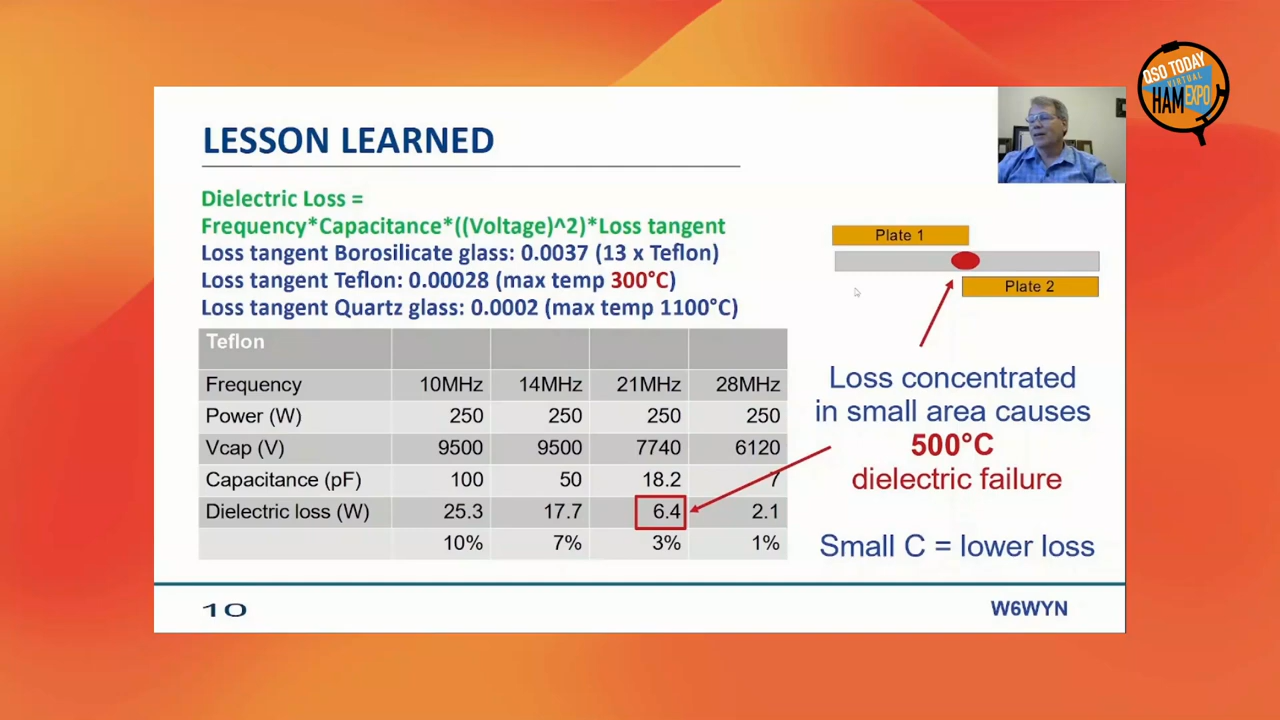 QSO TODAY
VIRTUAL
HAM EXPO
LESSON LEARNED
Dielectric Loss =
Frequency*Capacitance*((Voltage)^2)*Loss tangent
Loss tangent Borosilicate glass: 0.0037 (13 x Teflon)
Loss tangent Teflon: 0.00028 (max temp 300°C)
Loss tangent Quartz glass: 0.0002 (max temp 1100°C)
Teflon
Frequency 10MHz 14MHz 21MHz 28MHz
Power (W) 250 250 250 250
Vcap (V) 9500 9500 7740 6120
Capacitance (pF) 100 50 18.2 7
Dielectric loss (W) 25.3 17.7 6.4 2.1
10% 7% 3% 1%
Plate 1
Plate 2
Loss concentrated
in small area causes
500°C
dielectric failure
Small C = lower loss
10
W6WYN